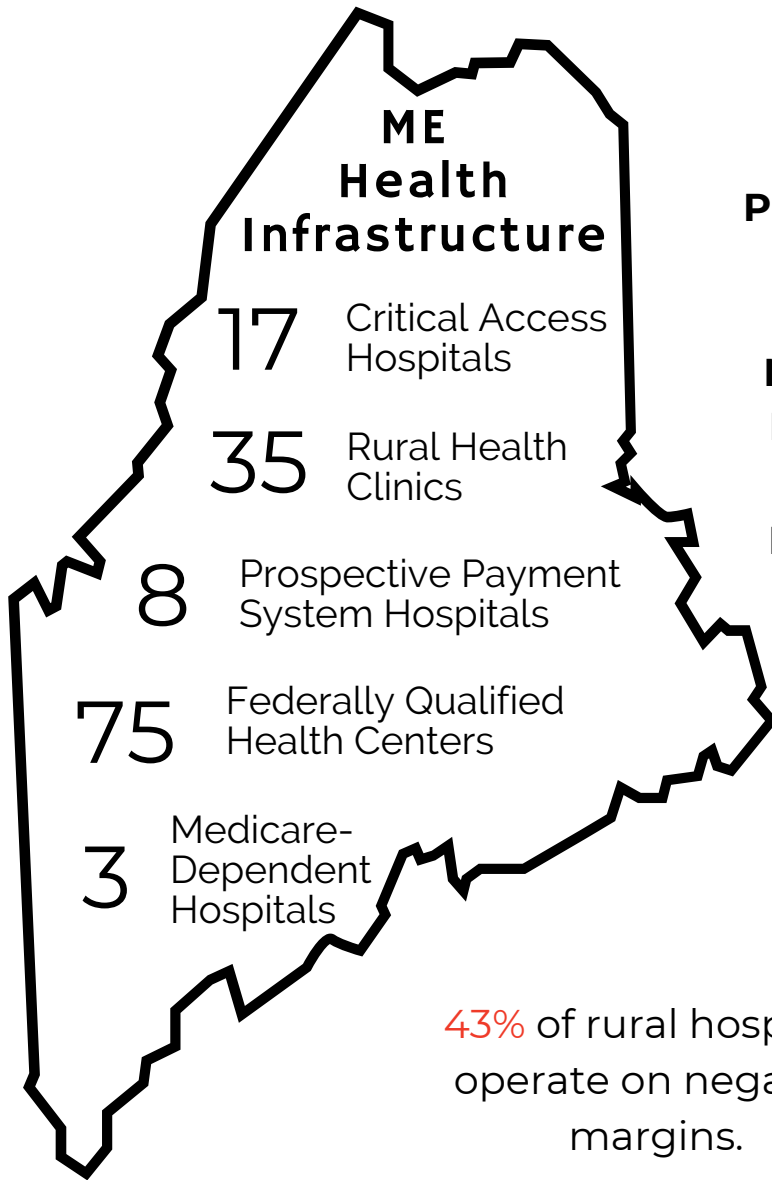 ME
Health
Infrastructure
17
Critical Access
Hospitals
35
Rural Health
Clinics
8
Prospective Payment
System Hospitals
75
Federally Qualified
Health Centers
3
Medicare-
Dependent
Hospitals
P
43% of rural hosp
operate on nega
margins.